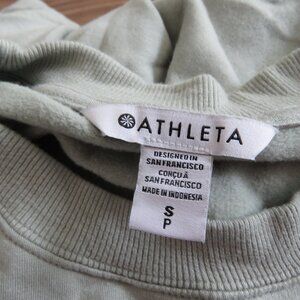 ATHLETA
DESIGNED IN
SAN FRANCISCO
CONÇU À
SAN FRANCISCO
MADE IN INDONESIA
S
P